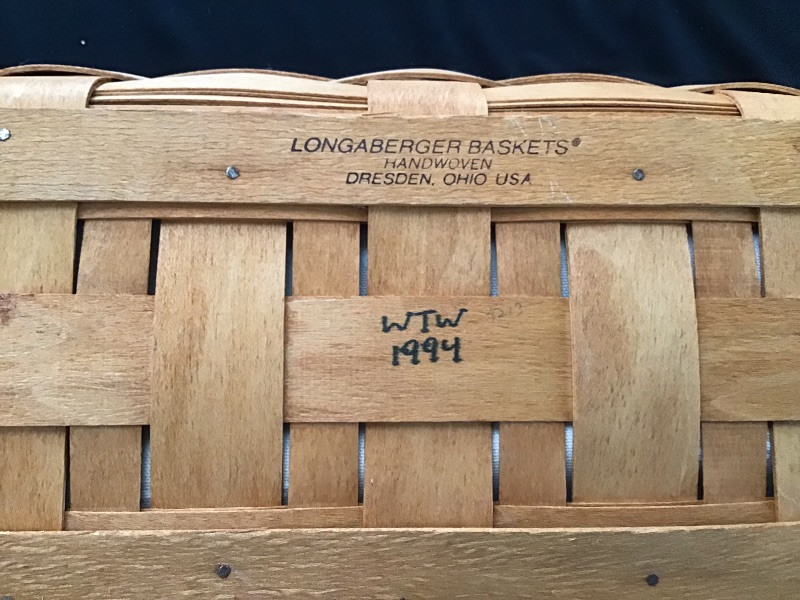 LONGABERGER BASKETS®
HANDWOVEN
DRESDEN, OHIO USA
WTW
1994